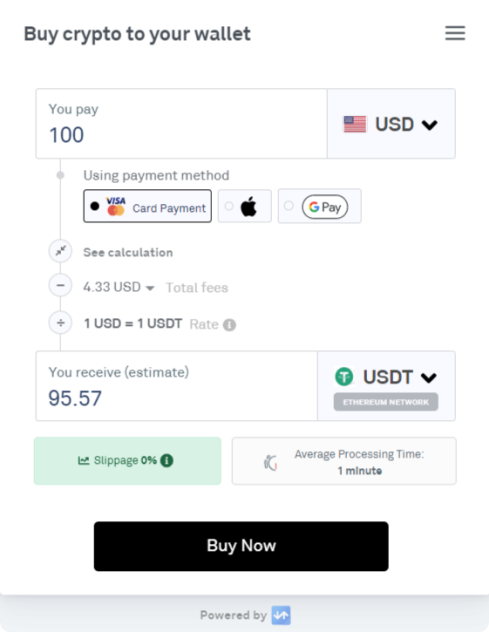 Buy crypto to your wallet
You pay
100
USD
Using payment method
VISA Card Payment
G Pay
See calculation
4.33 USD Total fees
1 USD = 1 USDT Rate
You receive (estimate)
95.57
USDT
ETHEREUM NETWORK
Slippage 0%
Average Processing Time:
1 minute
Buy Now
Powered by